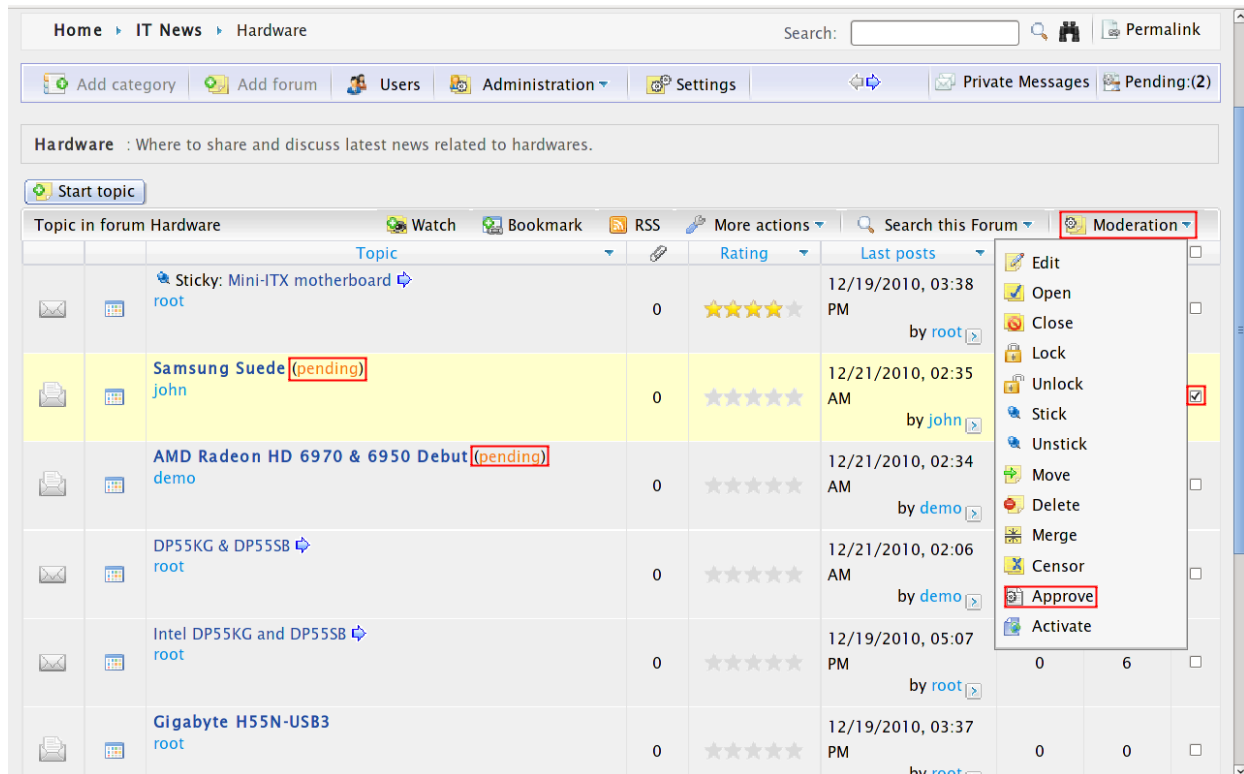 Home IT News Hardware Search: Permalink
Add category Add forum Users Administration Settings Private Messages Pending:(2)
Hardware : Where to share and discuss latest news related to hardwares.
Start topic
Topic in forum Hardware Watch Bookmark RSS More actions Search this Forum Moderation
Topic Rating Last posts
Sticky: Mini-ITX motherboard
root
0
12/19/2010, 03:38
PM
by root
Samsung Suede (pending)
john
0
12/21/2010, 02:35
AM
by john
AMD Radeon HD 6970 & 6950 Debut (pending)
demo
0
12/21/2010, 02:34
AM
by demo
DP55KG & DP55SB
root
0
12/21/2010, 02:06
AM
by demo
Intel DP55KG and DP55SB
root
0
12/19/2010, 05:07
PM
by root
0 6
Gigabyte H55N-USB3
root
0
12/19/2010, 03:37
PM
by root
0 0
Edit
Open
Close
Lock
Unlock
Stick
Unstick
Move
Delete
Merge
Censor
Approve
Activate